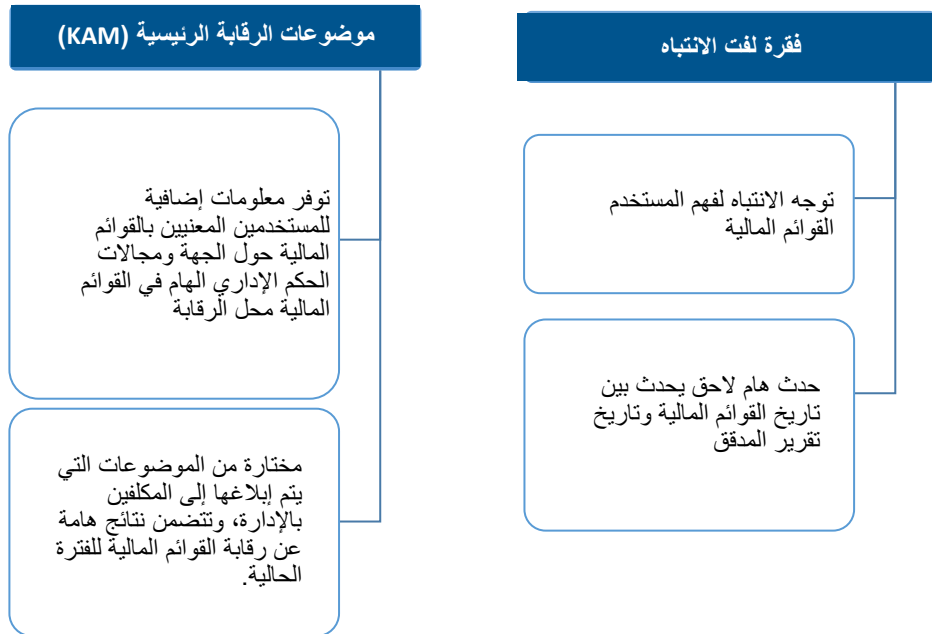 فقرة لفت الانتباه
توجه الانتباه لفهم المستخدم
القوائم المالية
حدث هام لاحق يحدث بين
تاريخ القوائم المالية وتاريخ
تقرير المدقق
موضوعات الرقابة الرئيسية (KAM)
توفر معلومات إضافية
للمستخدمين المعنيين بالقوائم
المالية حول الجهة ومجالات
الحكم الإداري الهام في القوائم
المالية محل الرقابة
مختارة من الموضوعات التي
يتم إبلاغها إلى المكلفين
بالإدارة، وتتضمن نتائج هامة
عن رقابة القوائم المالية للفترة
الحالية.